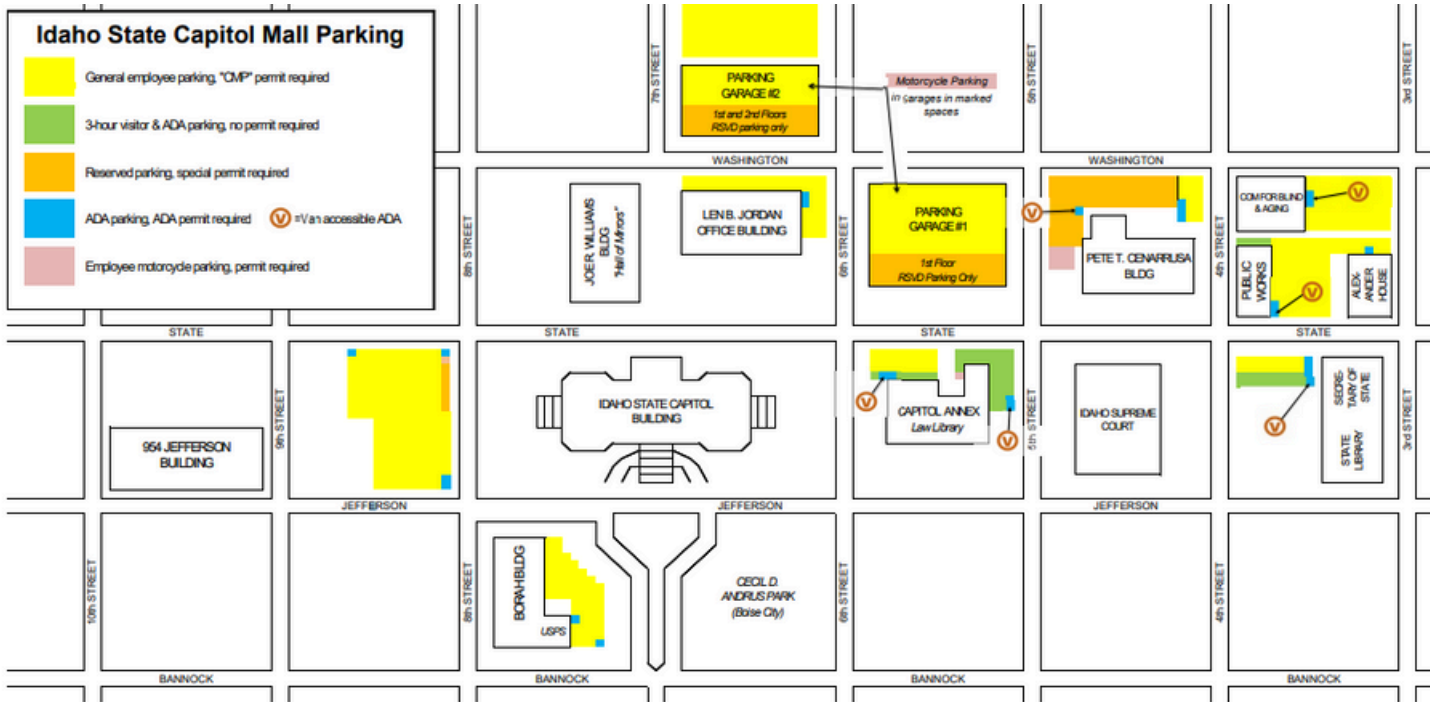 Idaho State Capitol Mall Parking
General employee parking, "CMP" permit required
3-hour visitor & ADA parking, no permit required
Reserved parking, special permit required
ADA parking, ADA permit required
V
=Van accessible ADA
Employee motorcycle parking, permit required
7th STREET
PARKING
GARAGE #2
1st and 2nd Floors
RSVD parking only
Motorcycle Parking
in garages in marked
spaces
6th STREET
5th STREET
3rd STREET
WASHINGTON
WASHINGTON
8th STREET
JOE R. WILLIAMS
BLDG
"Hall of Mirrors"
LEN B. JORDAN
OFFICE BUILDING
6th STREET
PARKING
GARAGE #1
1st Floor
RSVD Parking Only
V
PETE T. CENARRUSA
BLDG
4th STREET
COM FOR BLIND
& AGING
V
PUBLIC
WORKS
V
ALEX-
ANDER
HOUSE
STATE
STATE
STATE
STATE
954 JEFFERSON
BUILDING
9th STREET
IDAHO STATE CAPITOL
BUILDING
V
CAPITOL ANNEX
Law Library
V
5th STREET
IDAHO SUPREME
COURT
V
SECRE-
TARY OF
STATE
STATE
LIBRARY
3rd STREET
JEFFERSON
JEFFERSON
JEFFERSON
10th STREET
8th STREET
BORAH BLDG
USPS
CECIL D.
ANDRUS PARK
(Boise City)
6th STREET
4th STREET
BANNOCK
BANNOCK
BANNOCK
BANNOCK